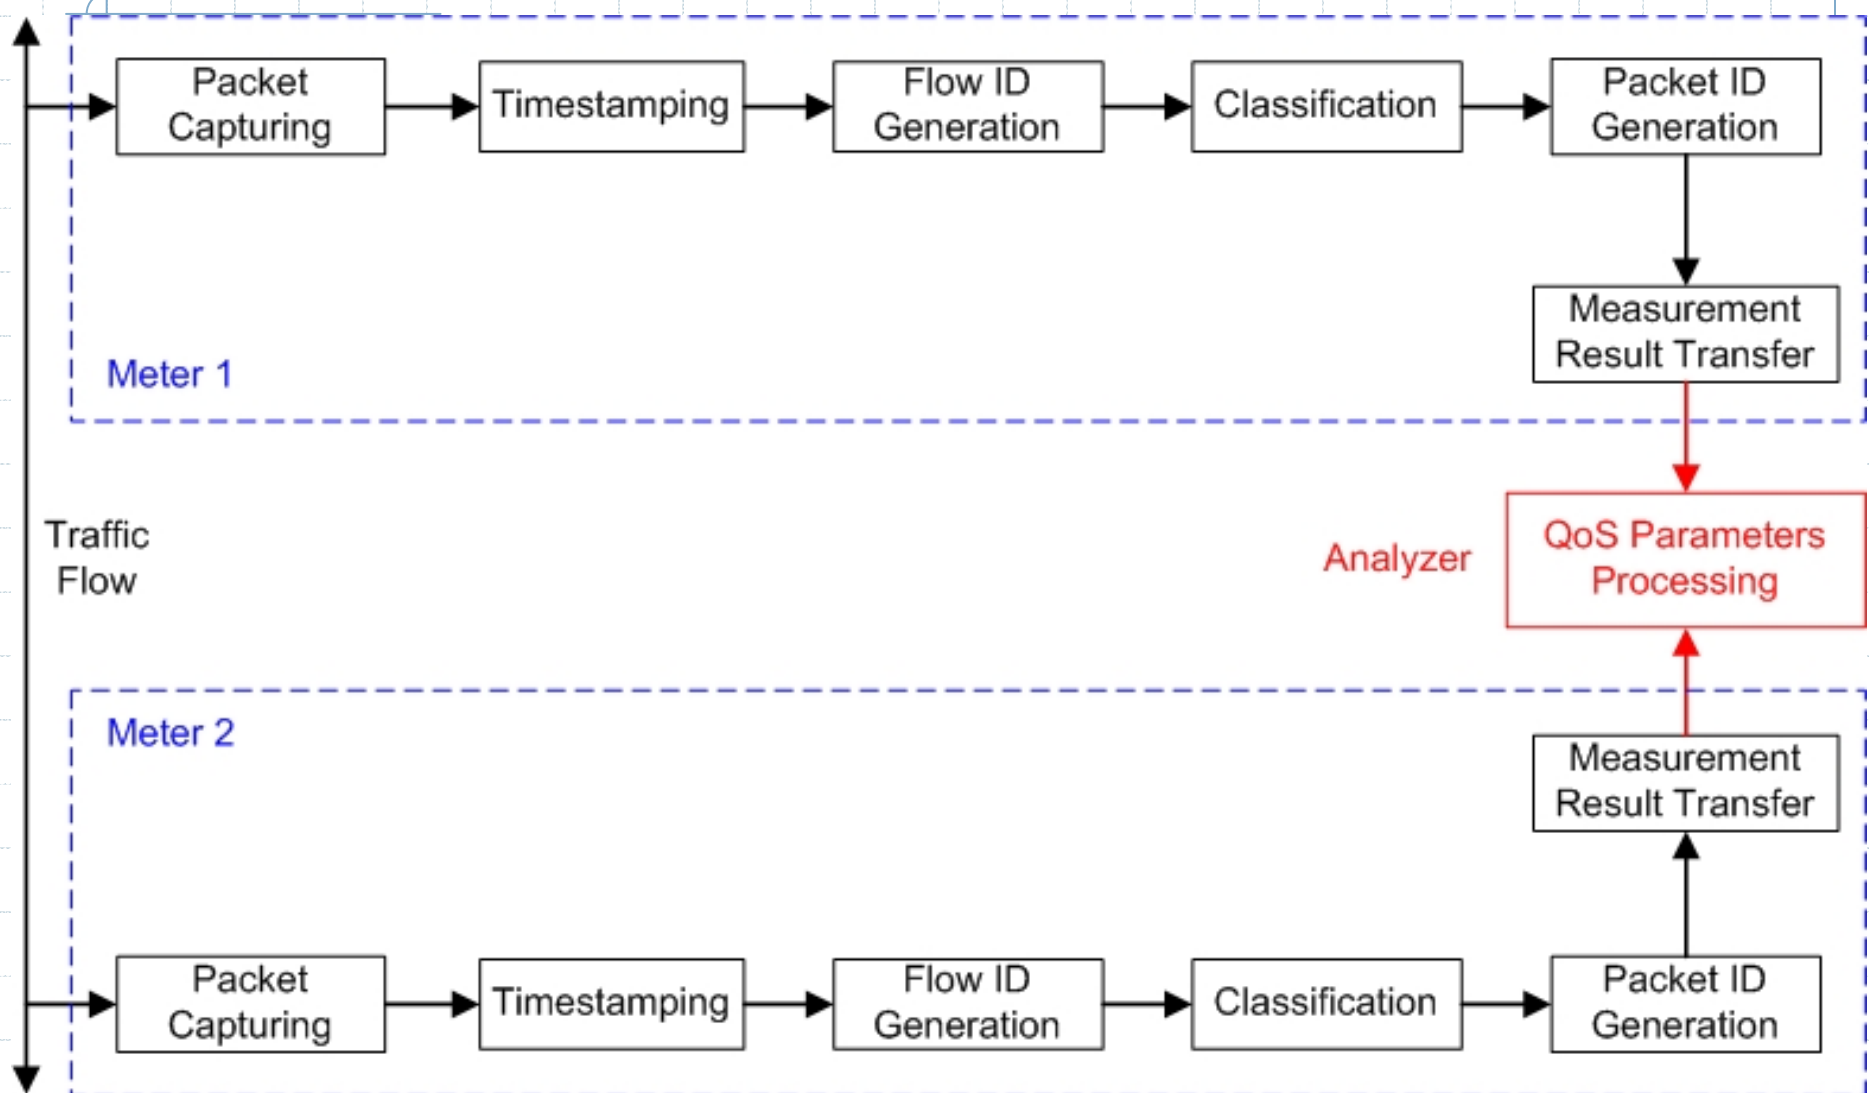 Packet
Capturing
Timestamping
Flow ID
Generation
Classification
Packet ID
Generation
Measurement
Result Transfer
Meter 1
Traffic
Flow
Analyzer
QoS Parameters
Processing
Meter 2
Measurement
Result Transfer
Packet
Capturing
Timestamping
Flow ID
Generation
Classification
Packet ID
Generation